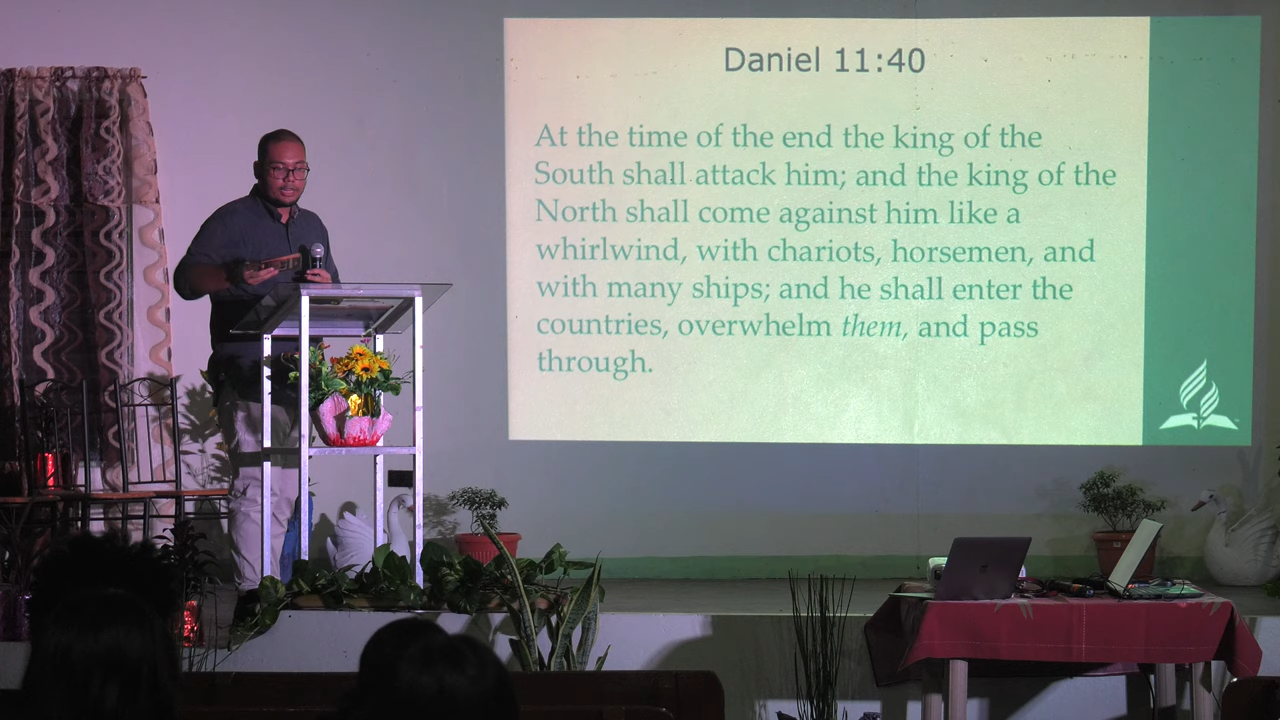 Daniel 11:40
At the time of the end the king of the
South shall attack him; and the king of the
North shall come against him like a
whirlwind, with chariots, horsemen, and
with many ships; and he shall enter the
countries, overwhelm them, and pass
through.